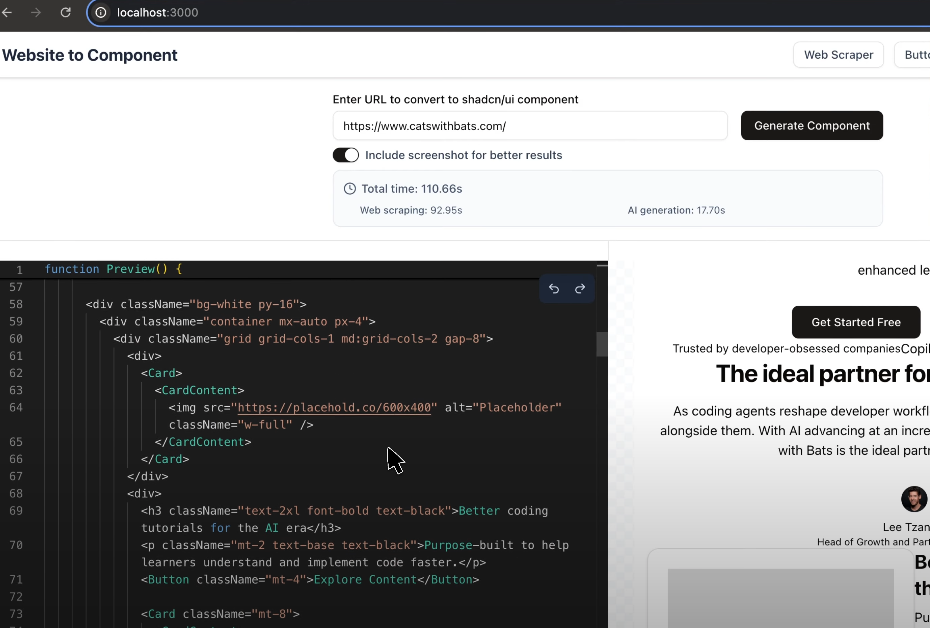 localhost:3000
Website to Component
Web Scraper
Enter URL to convert to shadcn/ui component
https://www.catswithbats.com/
Generate Component
Include screenshot for better results
Total time: 110.66s
Web scraping: 92.95s
AI generation: 17.70s
1 function Preview() {
57
58 <div className="bg-white py-16">
59 <div className="container mx-auto px-4">
60 <div className="grid grid-cols-1 md:grid-cols-2 gap-8">
61 <div>
62 <Card>
63 <CardContent>
64 <img src="https://placehold.co/600x400" alt="Placeholder"
className="w-full" />
65 </CardContent>
66 </Card>
67 </div>
68 <div>
69 <h3 className="text-2xl font-bold text-black">Better coding
tutorials for the AI era</h3>
70 <p className="mt-2 text-base text-black">Purpose-built to help
learners understand and implement code faster.</p>
71 <Button className="mt-4">Explore Content</Button>
72
73 <Card className="mt-8">
enhanced le
Get Started Free
Trusted by developer-obsessed companiesCopi
The ideal partner fo
As coding agents reshape developer workfl
alongside them. With AI advancing at an incre
with Bats is the ideal part
Lee Tzan
Head of Growth and Part
Be
th
Pu